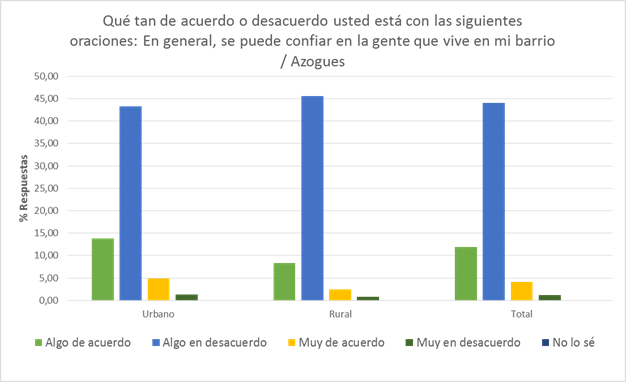 Qué tan de acuerdo o desacuerdo usted está con las siguientes
oraciones: En general, se puede confiar en la gente que vive en mi barrio
/ Azogues
50,00
45,00
40,00
35,00
30,00
25,00
20,00
15,00
10,00
5,00
0,00
% Respuestas
Urbano Rural Total
Algo de acuerdo Algo en desacuerdo Muy de acuerdo Muy en desacuerdo No lo sé